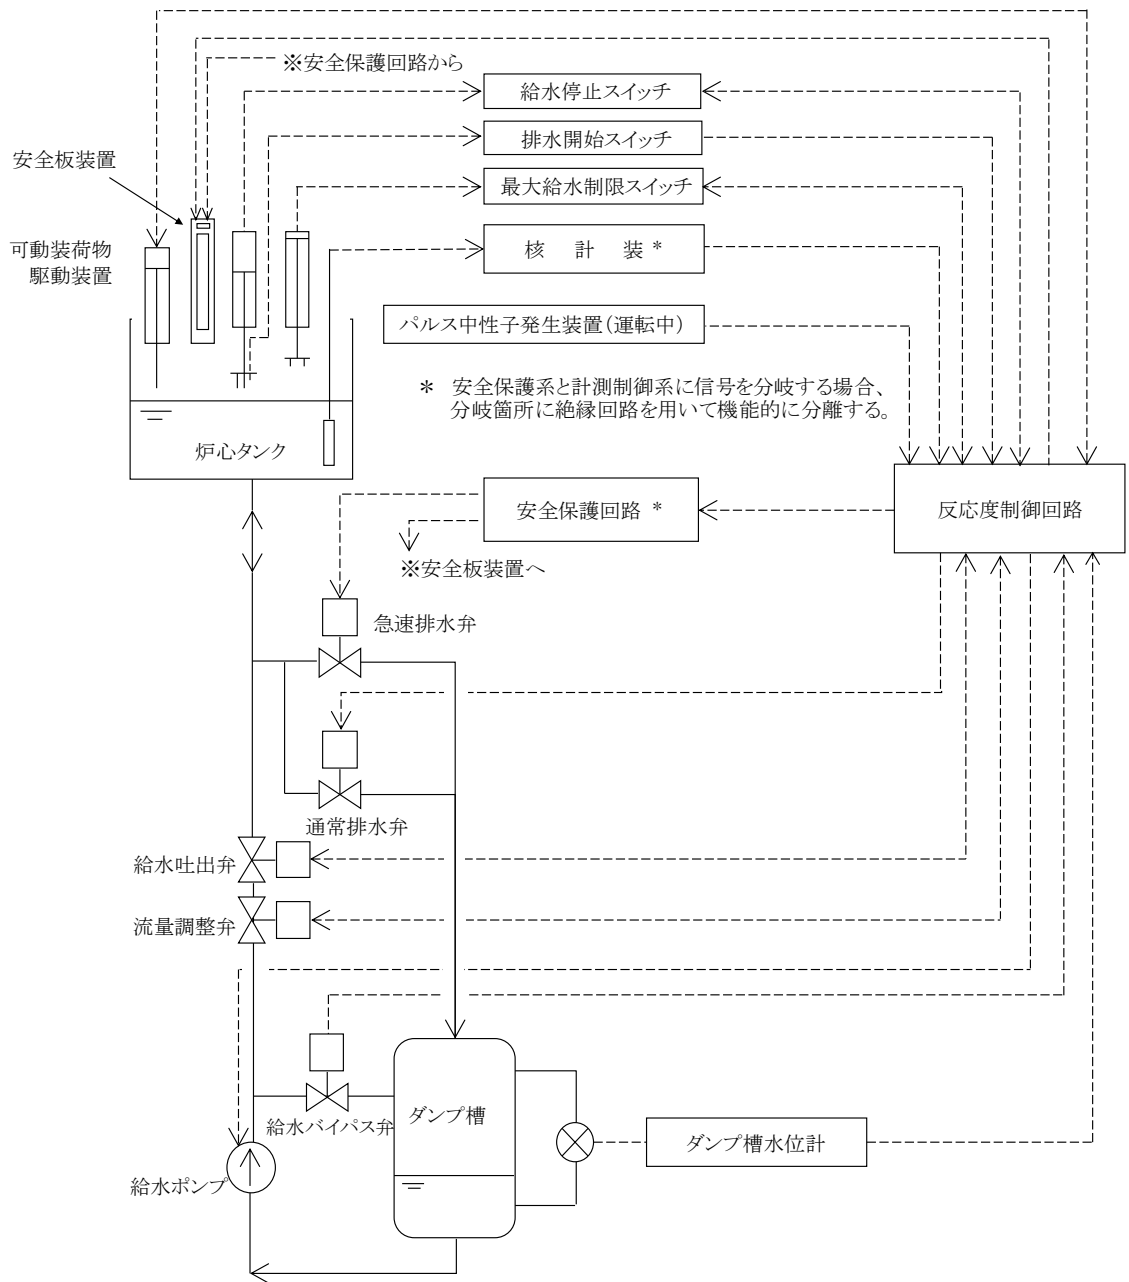 ※安全保護回路から
給水停止スイッチ
排水開始スイッチ
安全板装置
最大給水制限スイッチ
可動装荷物
駆動装置
核 計 装 *
パルス中性子発生装置(運転中)
* 安全保護系と計測制御系に信号を分岐する場合、
分岐箇所に絶縁回路を用いて機能的に分離する。
炉心タンク
安全保護回路 *
反応度制御回路
※安全板装置へ
急速排水弁
通常排水弁
給水吐出弁
流量調整弁
ダンプ槽
給水バイパス弁
ダンプ槽水位計
給水ポンプ